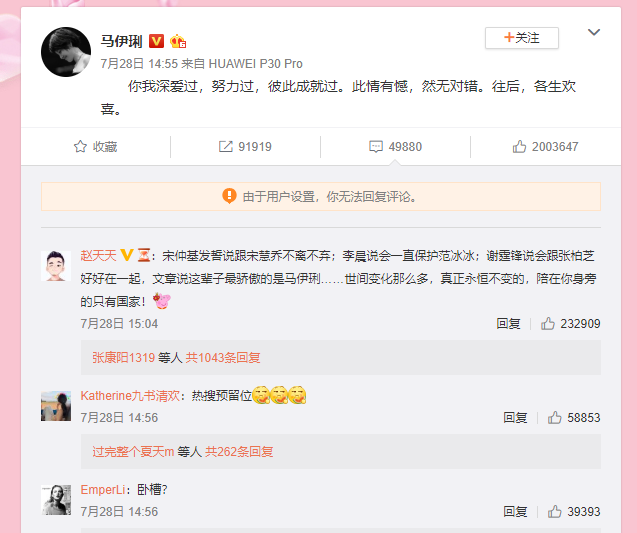 马伊琍
+关注
7月28日 14:55 来自 HUAWEI P30 Pro
你我深爱过，努力过，彼此成就过。此情有憾，然无对错。往后，各生欢
喜。
收藏
91919
49880
2003647
由于用户设置，你无法回复评论。
赵天天：宋仲基发誓说跟宋慧乔不离不弃；李晨说会一直保护范冰冰；谢霆锋说会跟张柏芝
好好在一起，文章说这辈子最骄傲的是马伊琍……世间变化那么多，真正永恒不变的，陪在你身旁
的只有国家！
7月28日 15:04
回复
232909
张康阳1319 等人 共1043条回复
Katherine九书清欢：热搜预留位
7月28日 14:56
回复
58853
过完整个夏天m 等人 共262条回复
EmperLi：卧槽？
7月28日 14:56
回复
39393